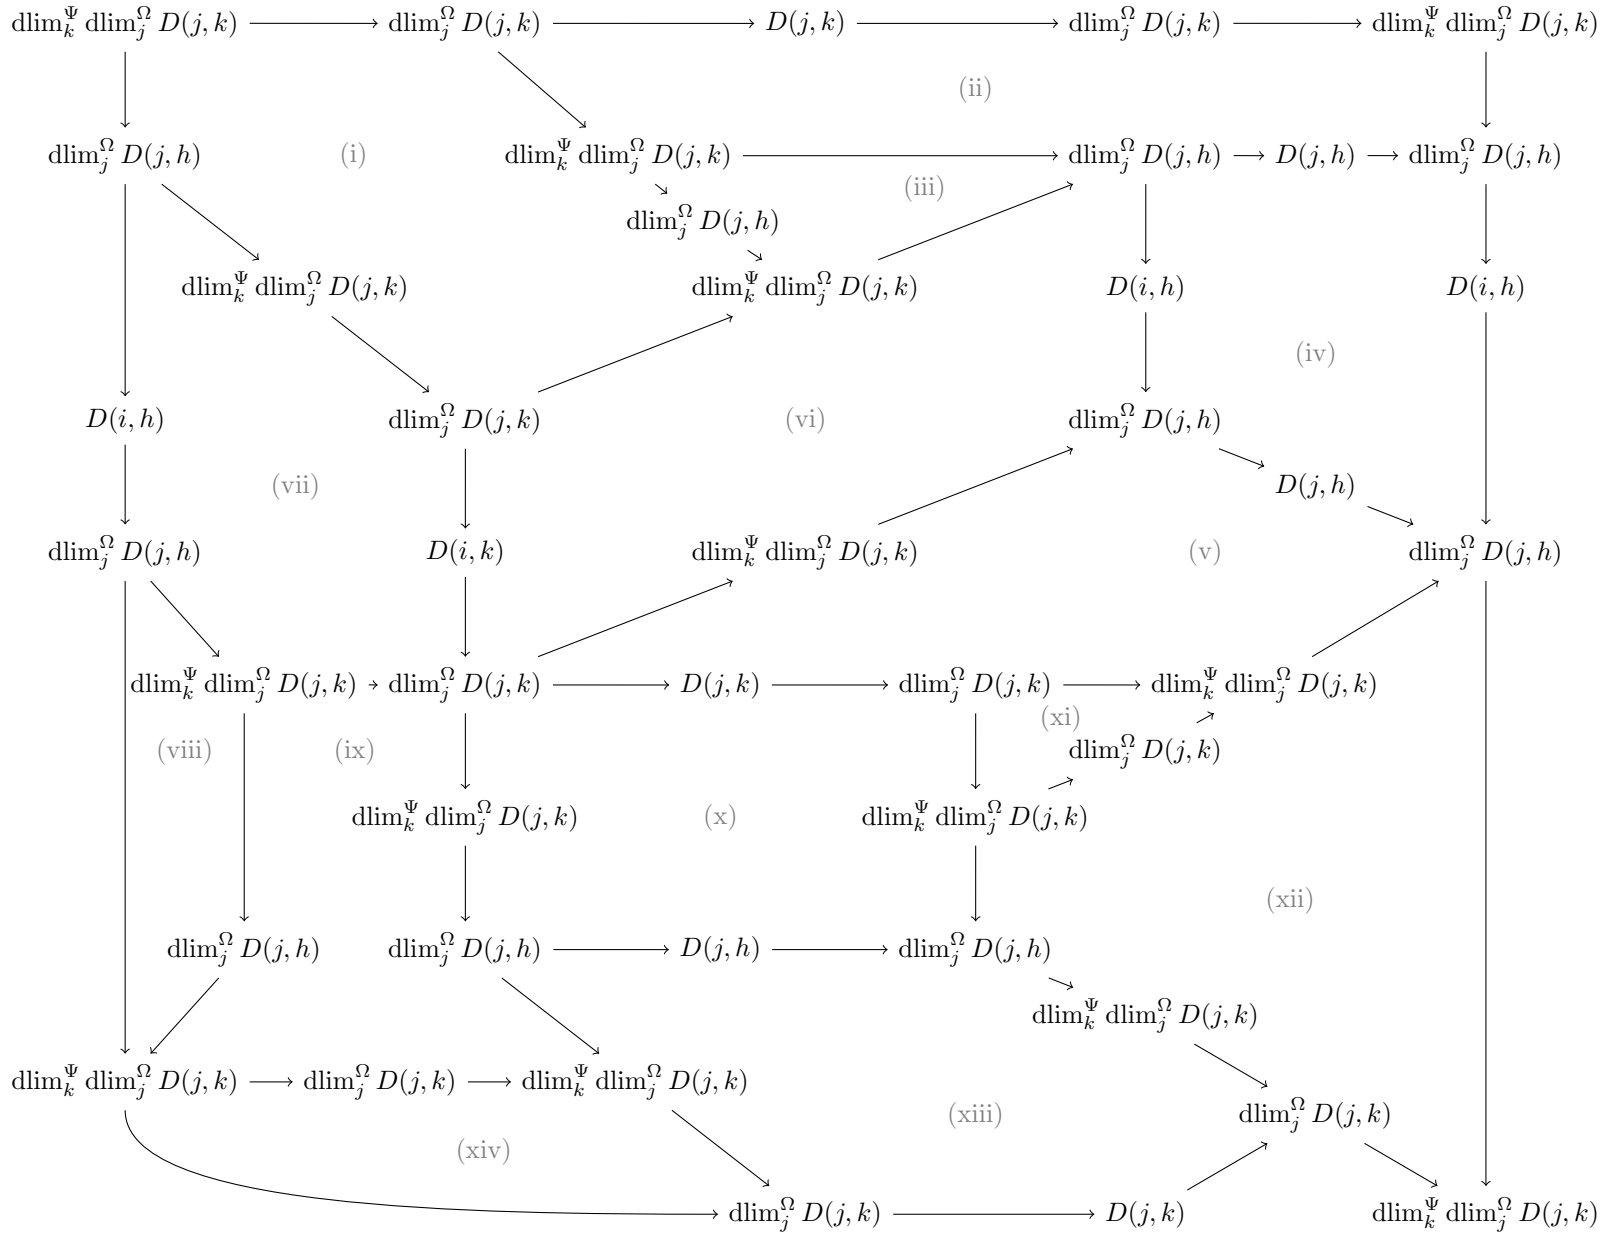 dlim_k^Ψ dlim_j^Ω D(j, k) dlim_j^Ω D(j, k) D(j, k) dlim_j^Ω D(j, k) dlim_k^Ψ dlim_j^Ω D(j, k)
(ii)
dlim_j^Ω D(j, h) (i) dlim_k^Ψ dlim_j^Ω D(j, k) dlim_j^Ω D(j, h) D(j, h) dlim_j^Ω D(j, h)
(iii)
dlim_j^Ω D(j, h)
dlim_k^Ψ dlim_j^Ω D(j, k) dlim_k^Ψ dlim_j^Ω D(j, k) D(i, h) D(i, h)
(iv)
D(i, h) dlim_j^Ω D(j, k) (vi) dlim_j^Ω D(j, h)
(vii) D(j, h)
dlim_j^Ω D(j, h) D(i, k) dlim_k^Ψ dlim_j^Ω D(j, k) (v) dlim_j^Ω D(j, h)
dlim_k^Ψ dlim_j^Ω D(j, k) dlim_j^Ω D(j, k) D(j, k) dlim_j^Ω D(j, k) dlim_k^Ψ dlim_j^Ω D(j, k)
(xi)
(viii) (ix) dlim_j^Ω D(j, k)
dlim_k^Ψ dlim_j^Ω D(j, k) (x) dlim_k^Ψ dlim_j^Ω D(j, k)
(xii)
dlim_j^Ω D(j, h) dlim_j^Ω D(j, h) D(j, h) dlim_j^Ω D(j, h)
dlim_k^Ψ dlim_j^Ω D(j, k)
dlim_k^Ψ dlim_j^Ω D(j, k) dlim_j^Ω D(j, k) dlim_k^Ψ dlim_j^Ω D(j, k)
(xiii) dlim_j^Ω D(j, k)
(xiv)
dlim_j^Ω D(j, k) D(j, k) dlim_k^Ψ dlim_j^Ω D(j, k)